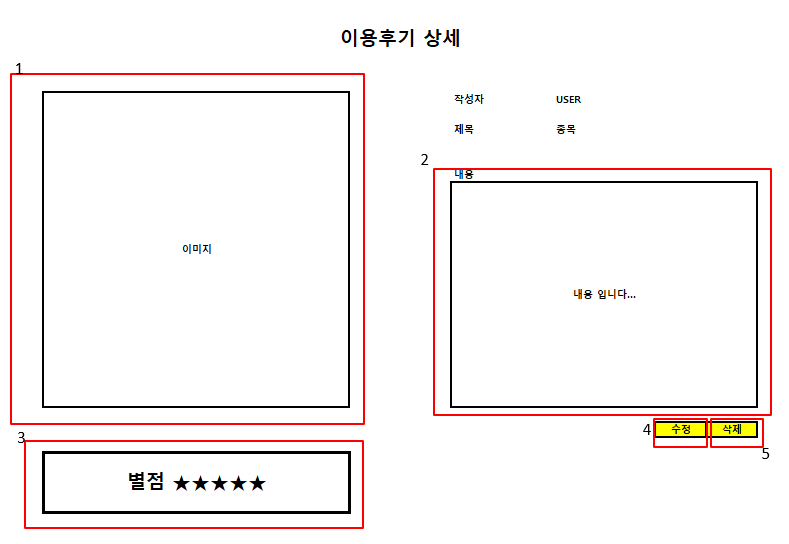 이용후기 상세
1
작성자 USER
제목 종목
2
내용
이미지
내용 입니다...
4 수정 삭제
3
5
별점 ★★★★★